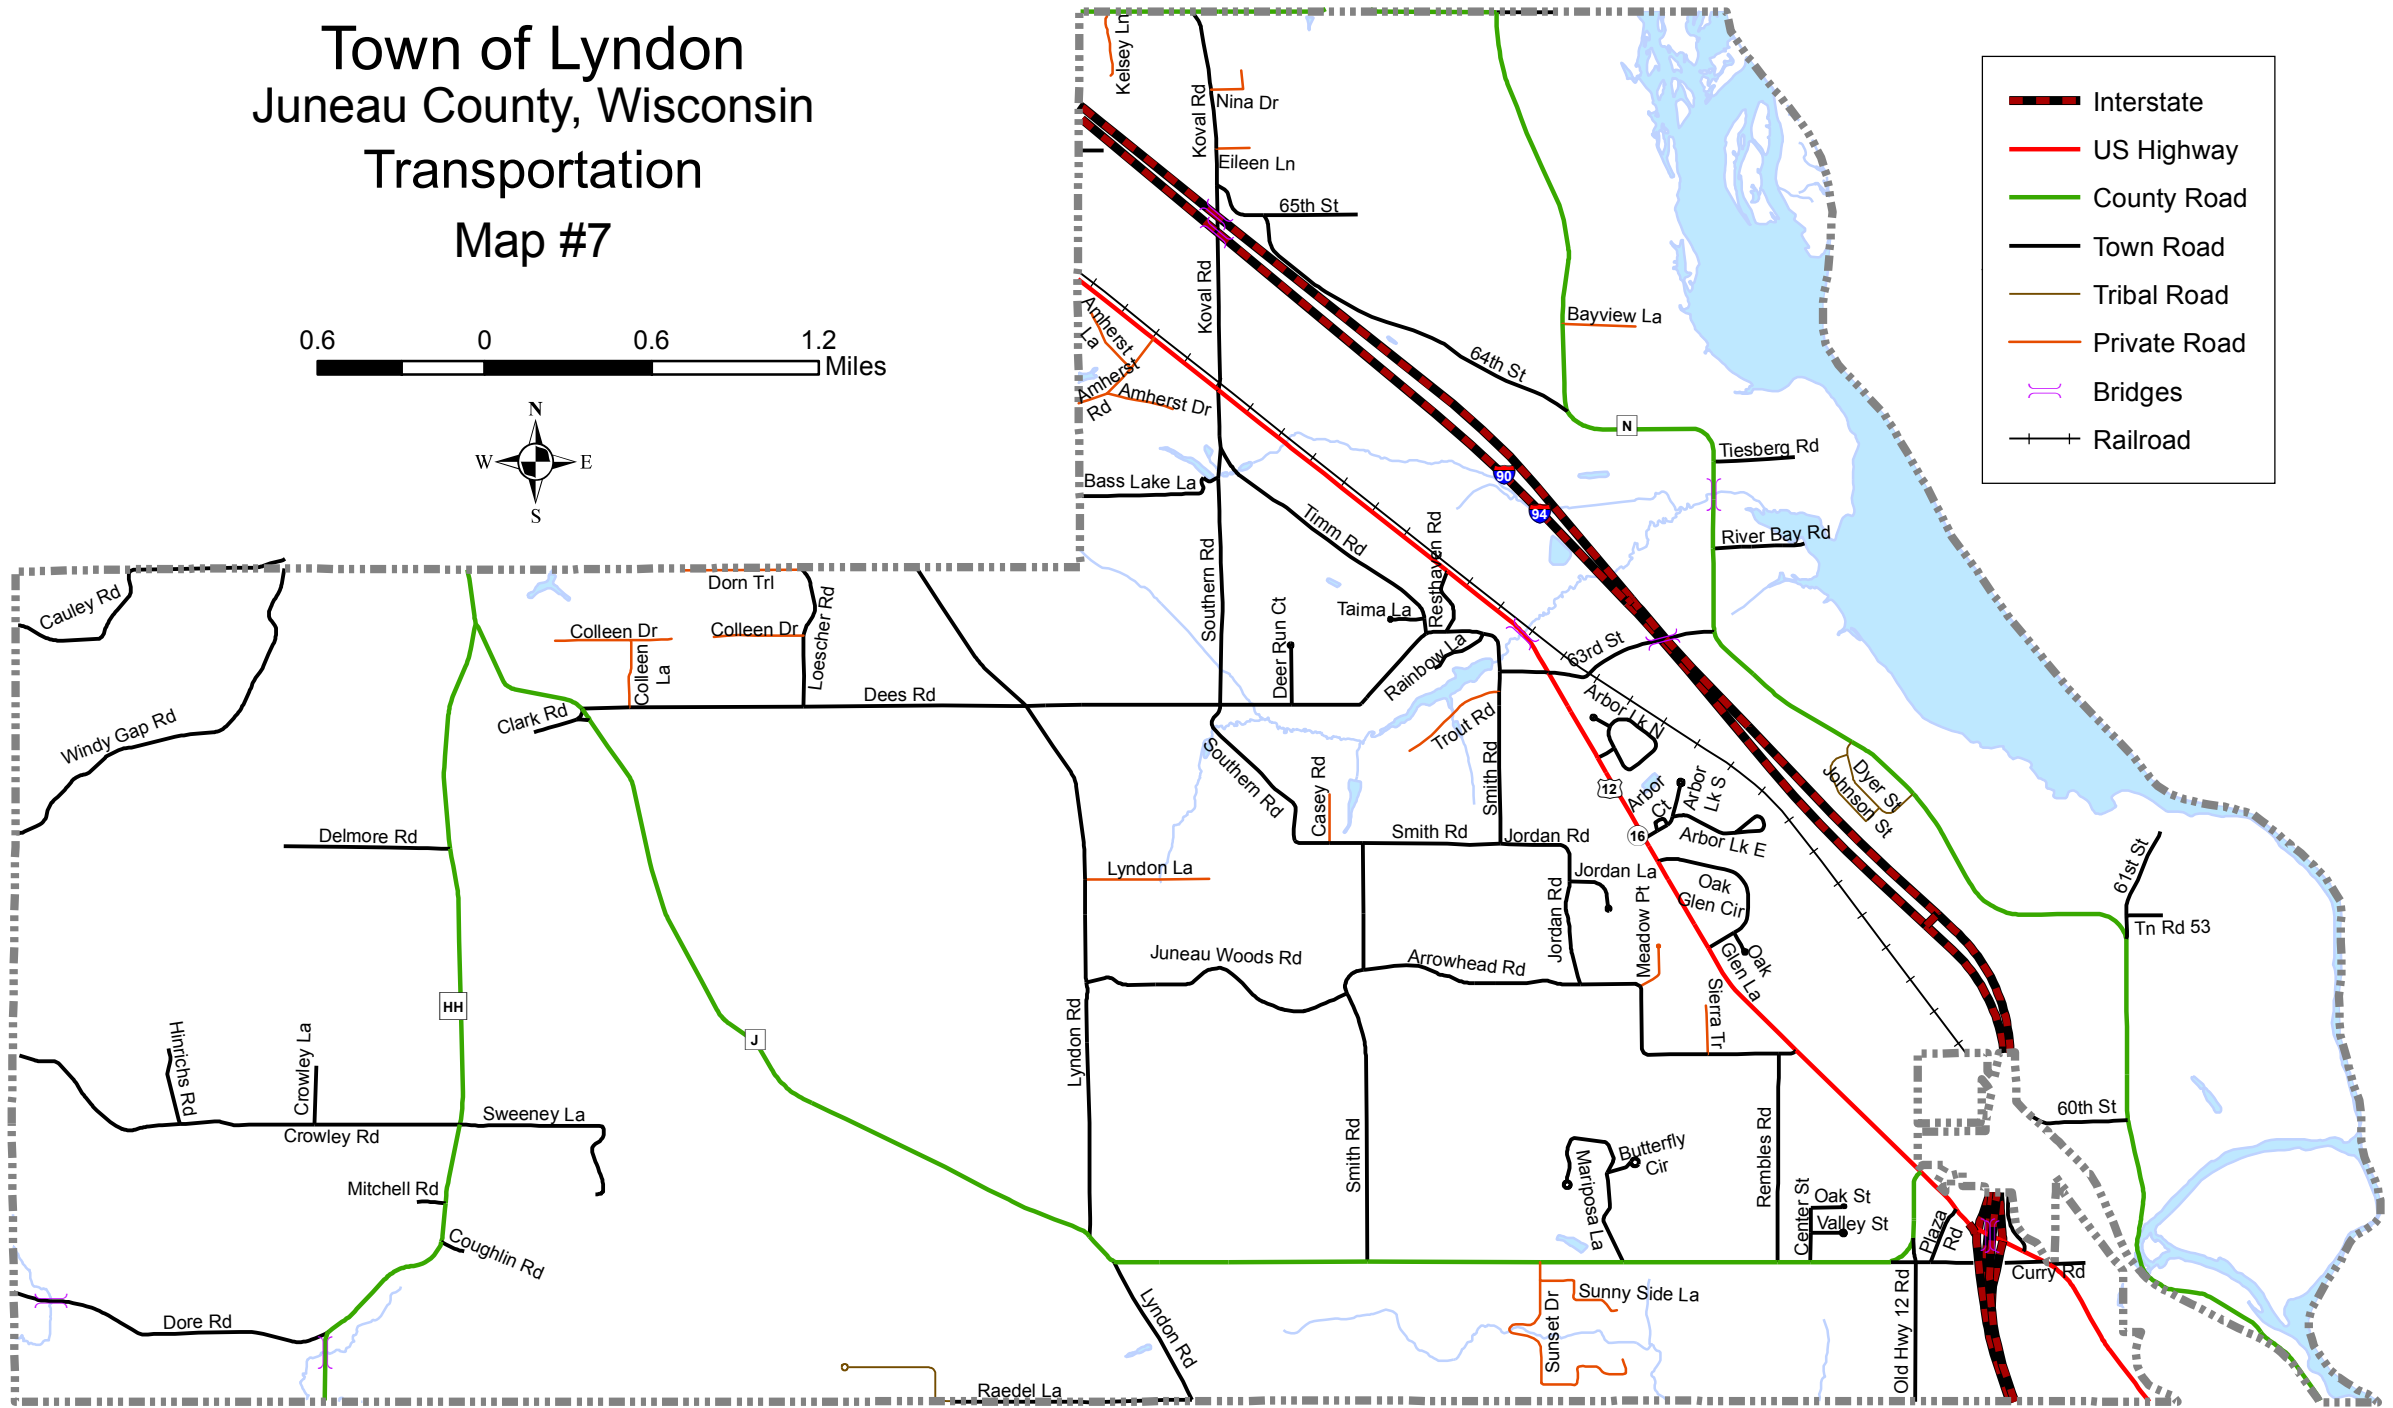 Town of Lyndon
Juneau County, Wisconsin
Transportation
Map #7
0.6 0 0.6 1.2
Miles
N
W E
S
Interstate
US Highway
County Road
Town Road
Tribal Road
Private Road
Bridges
Railroad
Kelsey Ln
Koval Rd
Nina Dr
Eileen Ln
65th St
Koval Rd
Amherst
La
Amherst
Rd
Amherst Dr
Bayview La
64th St
N
Tiesberg Rd
90
94
Bass Lake La
Timm Rd
Resthaven Rd
River Bay Rd
Southern Rd
Cauley Rd
Dorn Trl
Colleen Dr
Colleen Dr
Colleen
La
Loescher Rd
Taima La
Deer Run Ct
Rainbow La
63rd St
Dees Rd
Clark Rd
Windy Gap Rd
Arbor Lk N
Trout Rd
Southern Rd
Casey Rd
Smith Rd
12
Arbor
Ct
Arbor
Lk S
Dyer St
Johnson St
Delmore Rd
Smith Rd
Jordan Rd
16
Arbor Lk E
61st St
Lyndon La
Jordan La
Jordan Rd
Meadow Pt
Oak
Glen Cir
Tn Rd 53
Juneau Woods Rd
Arrowhead Rd
Oak
Glen La
Sierra Tr
HH
J
Lyndon Rd
Hinrichs Rd
Crowley La
Crowley Rd
Sweeney La
60th St
Smith Rd
Mariposa La
Butterfly
Cir
Rembles Rd
Mitchell Rd
Center St
Oak St
Valley St
Plaza
Rd
Coughlin Rd
Curry Rd
Dore Rd
Lyndon Rd
Sunset Dr
Sunny Side La
Old Hwy 12 Rd
Raedel La